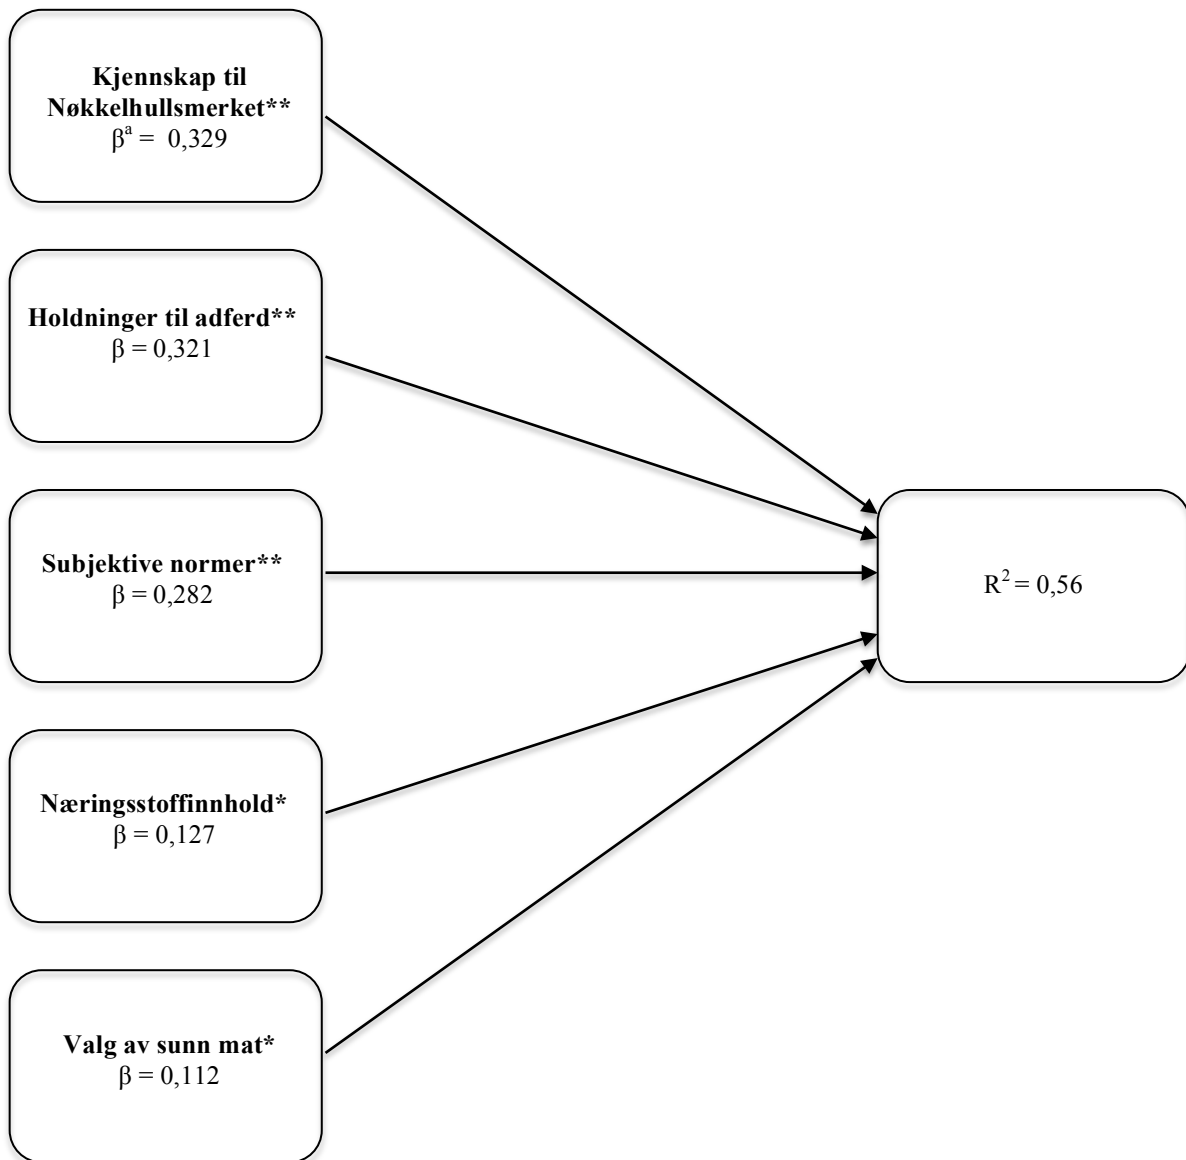 Kjennskap til
Nøkkelhullsmerket**
βᵃ = 0,329
Holdninger til adferd**
β = 0,321
Subjektive normer**
β = 0,282
R² = 0,56
Næringsstoffinnhold*
β = 0,127
Valg av sunn mat*
β = 0,112